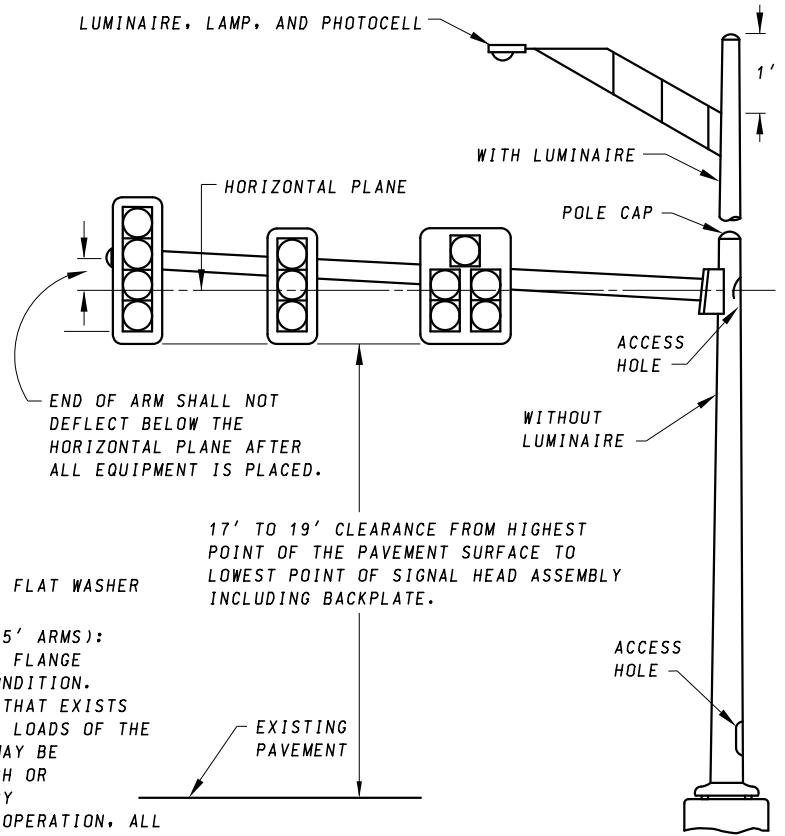 LUMINAIRE, LAMP, AND PHOTOCELL
1'
WITH LUMINAIRE
HORIZONTAL PLANE
POLE CAP
ACCESS
HOLE
END OF ARM SHALL NOT
DEFLECT BELOW THE
HORIZONTAL PLANE AFTER
ALL EQUIPMENT IS PLACED.
WITHOUT
LUMINAIRE
17' TO 19' CLEARANCE FROM HIGHEST
POINT OF THE PAVEMENT SURFACE TO
LOWEST POINT OF SIGNAL HEAD ASSEMBLY
INCLUDING BACKPLATE.
FLAT WASHER
5' ARMS):
FLANGE
NDITION.
THAT EXISTS
LOADS OF THE
MAY BE
H OR
Y
OPERATION, ALL
ACCESS
HOLE
EXISTING
PAVEMENT